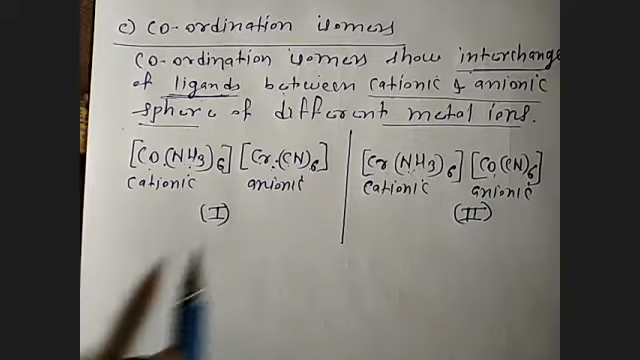 c) CO-ordination isomers
CO-ordination isomers show interchange
of ligands between cationic & anionic
sphere of different metal ions.
[CO(NH3)6] [Cr(CN)6] [Cr(NH3)6] [CO(CN)6]
cationic anionic cationic anionic
(I) (II)